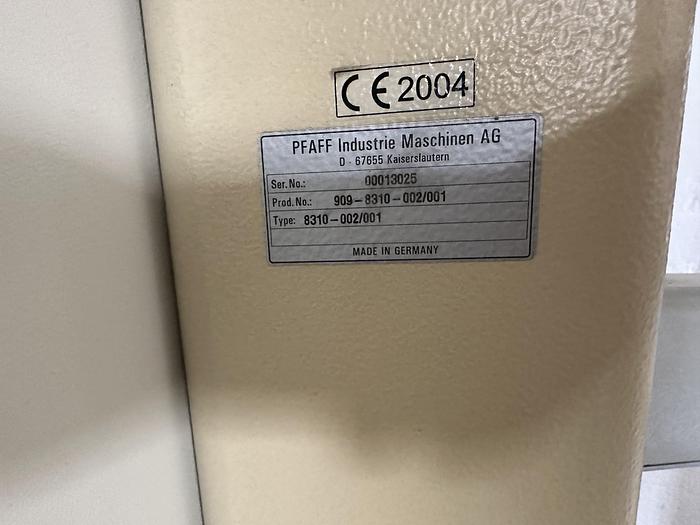 CE 2004
PFAFF Industrie Maschinen AG
D - 67655 Kaiserslautern
Ser.No.: 00013025
Prod.No.: 909-8310-002/001
Type: 8310-002/001
MADE IN GERMANY